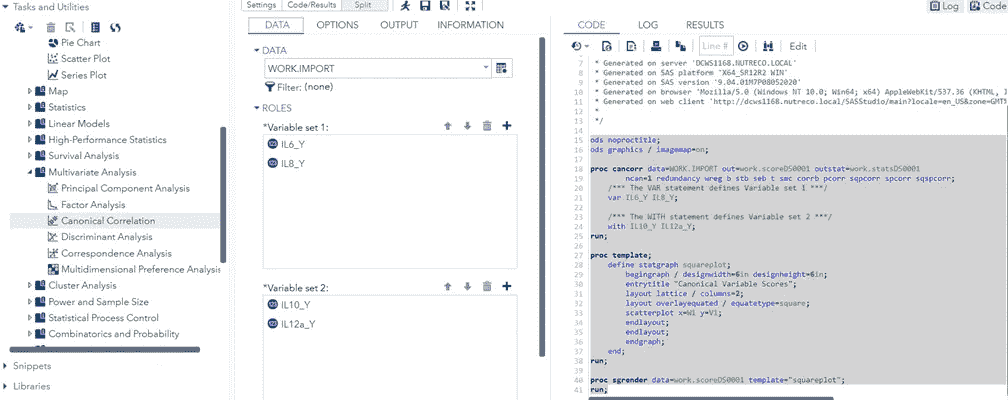 Tasks and Utilities
Pie Chart
Scatter Plot
Series Plot
Map
Statistics
Linear Models
High-Performance Statistics
Survival Analysis
Multivariate Analysis
Principal Component Analysis
Factor Analysis
Canonical Correlation
Discriminant Analysis
Correspondence Analysis
Multidimensional Preference Analysis
Cluster Analysis
Power and Sample Size
Statistical Process Control
Combinatorics and Probability
Snippets
Libraries
Settings Code/Results Split
DATA OPTIONS OUTPUT INFORMATION
DATA
WORK.IMPORT
Filter: (none)
ROLES
*Variable set 1:
123 IL6_Y
123 IL8_Y
*Variable set 2:
123 IL10_Y
123 IL12a_Y
Log Code
CODE LOG RESULTS
Line # Edit
7 * Generated on server 'DCWS1168.NUTRECO.LOCAL'
8 * Generated on SAS platform 'X64_SR12R2 WIN'
9 * Generated on SAS version '9.04.01M7P08052020'
10 * Generated on browser 'Mozilla/5.0 (Windows NT 10.0; Win64; x64) AppleWebKit/537.36 (KHTML, l
11 * Generated on web client 'http://dcws1168.nutreco.local/SASStudio/main?locale=en_US&zone=GMT
12 *
13 */
14
15 ods noproctitle;
16 ods graphics / imagemap=on;
17
18 proc cancorr data=WORK.IMPORT out=work.scoreDS0001 outstat=work.statsDS0001
19 ncan=1 redundancy wreg b stb seb t smc corrb pcorr sqpcorr spcorr sqspcorr;
20 /*** The VAR statement defines Variable set 1 ***/
21 var IL6_Y IL8_Y;
22
23 /*** The WITH statement defines Variable set 2 ***/
24 with IL10_Y IL12a_Y;
25 run;
26
27 proc template;
28 define statgraph squareplot;
29 begingraph / designwidth=6in designheight=6in;
30 entrytitle "Canonical Variable Scores";
31 layout lattice / columns=2;
32 layout overlayequated / equatetype=square;
33 scatterplot x=W1 y=V1;
34 endlayout;
35 endlayout;
36 endgraph;
37 end;
38 run;
39
40 proc sgrender data=work.scoreDS0001 template="squareplot";
41 run;